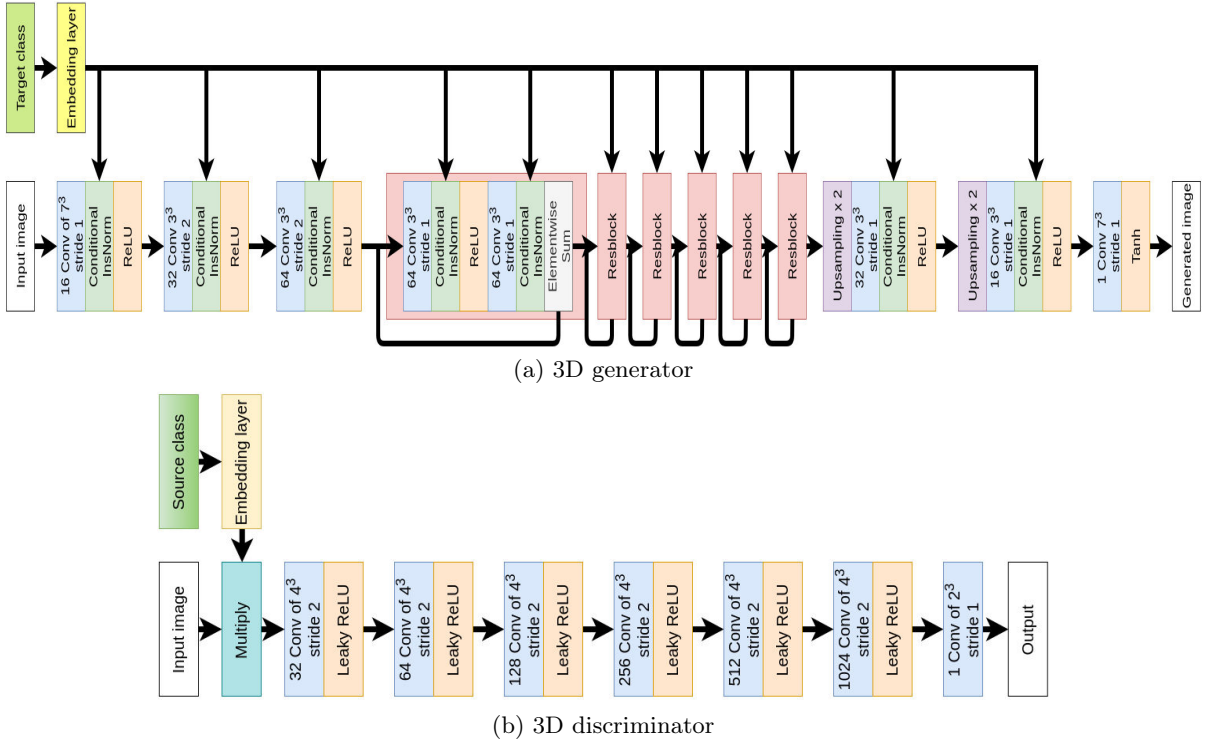 Target class
Embedding layer
Input image
16 Conv of 7³
stride 1
Conditional
InsNorm
ReLU
32 Conv 3³
stride 2
Conditional
InsNorm
ReLU
64 Conv 3³
stride 2
Conditional
InsNorm
ReLU
64 Conv 3³
stride 1
Conditional
InsNorm
ReLU
64 Conv 3³
stride 1
Conditional
InsNorm
Elementwise
Sum
Resblock
Resblock
Resblock
Resblock
Resblock
Upsampling x 2
32 Conv 3³
stride 1
Conditional
InsNorm
ReLU
Upsampling x 2
16 Conv 3³
stride 1
Conditional
InsNorm
ReLU
1 Conv 7³
stride 1
Tanh
Generated image
(a) 3D generator
Source class
Embedding layer
Input image
Multiply
32 Conv of 4³
stride 2
Leaky ReLU
64 Conv of 4³
stride 2
Leaky ReLU
128 Conv of 4³
stride 2
Leaky ReLU
256 Conv of 4³
stride 2
Leaky ReLU
512 Conv of 4³
stride 2
Leaky ReLU
1024 Conv of 4³
stride 2
Leaky ReLU
1 Conv of 2³
stride 1
Output
(b) 3D discriminator